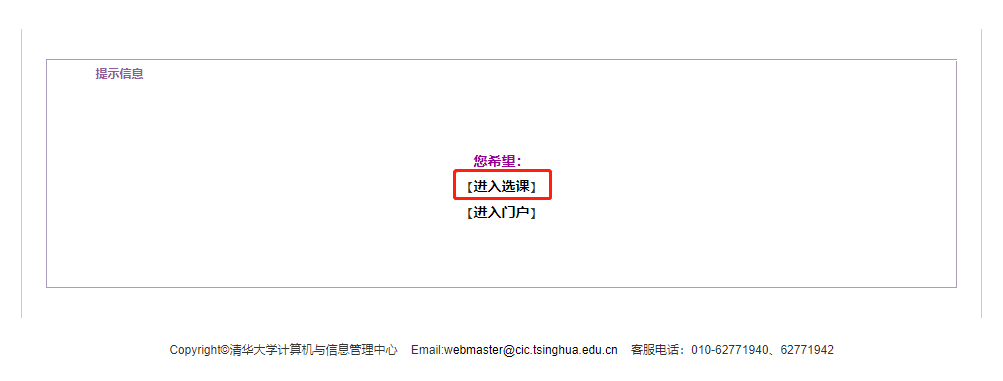 提示信息
您希望：
【进入选课】
【进入门户】
Copyright©清华大学计算机与信息管理中心 Email:webmaster@cic.tsinghua.edu.cn 客服电话：010-62771940、62771942